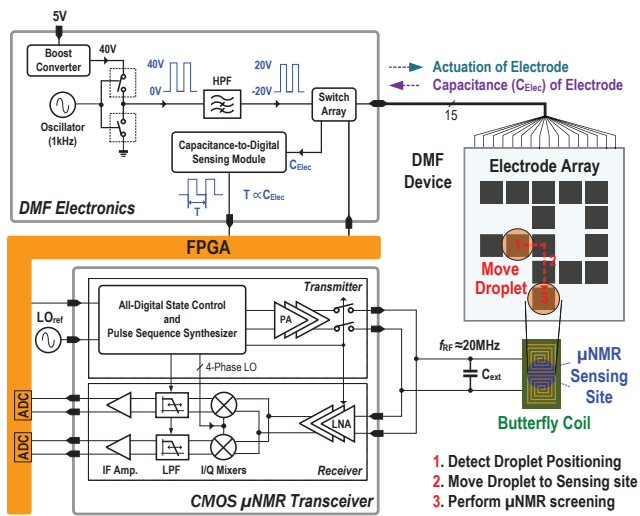 5V
Boost
Converter
40V
Oscillator
(1kHz)
40V
0V
HPF
20V
-20V
Switch
Array
Capacitance-to-Digital
Sensing Module
CElec
T
T ∝CElec
DMF Electronics
Actuation of Electrode
Capacitance (CElec) of Electrode
15
DMF
Device
Electrode Array
1
2
3
Move
Droplet
FPGA
Transmitter
All-Digital State Control
and
Pulse Sequence Synthesizer
PA
LOref
4-Phase LO
ADC
ADC
IF Amp.
LPF
I/Q Mixers
LNA
Receiver
CMOS µNMR Transceiver
fRF ≈20MHz
Cext
µNMR
Sensing
Site
Butterfly Coil
1. Detect Droplet Positioning
2. Move Droplet to Sensing site
3. Perform µNMR screening